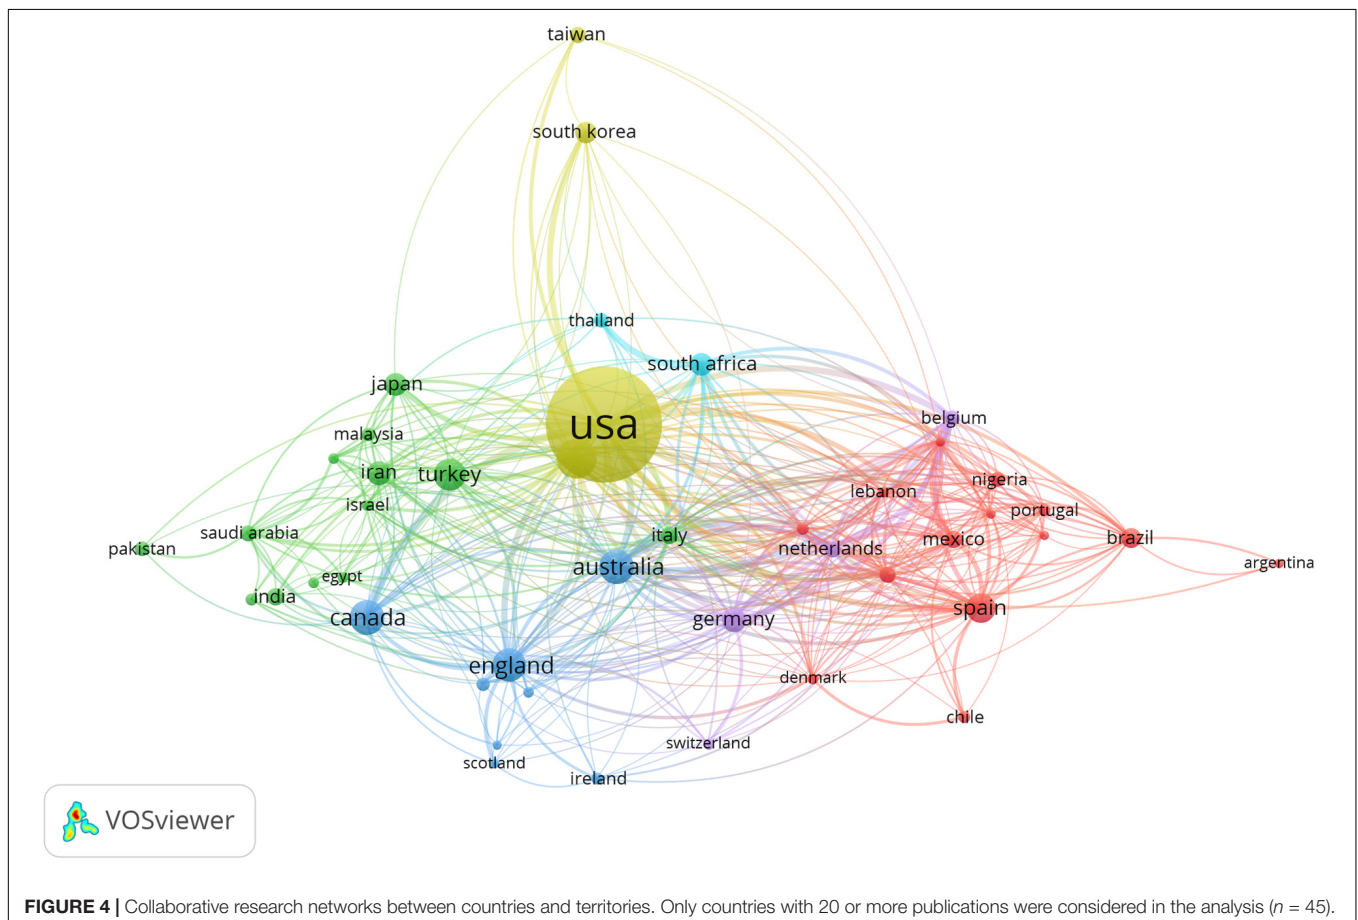 taiwan
south korea
thailand
south africa
japan
usa
belgium
malaysia
iran
turkey
nigeria
lebanon
israel
portugal
saudi arabia
italy
pakistan
netherlands
mexico
brazil
argentina
australia
egypt
india
canada
germany
spain
england
denmark
chile
switzerland
scotland
ireland
VOSviewer
FIGURE 4 | Collaborative research networks between countries and territories. Only countries with 20 or more publications were considered in the analysis (n = 45).